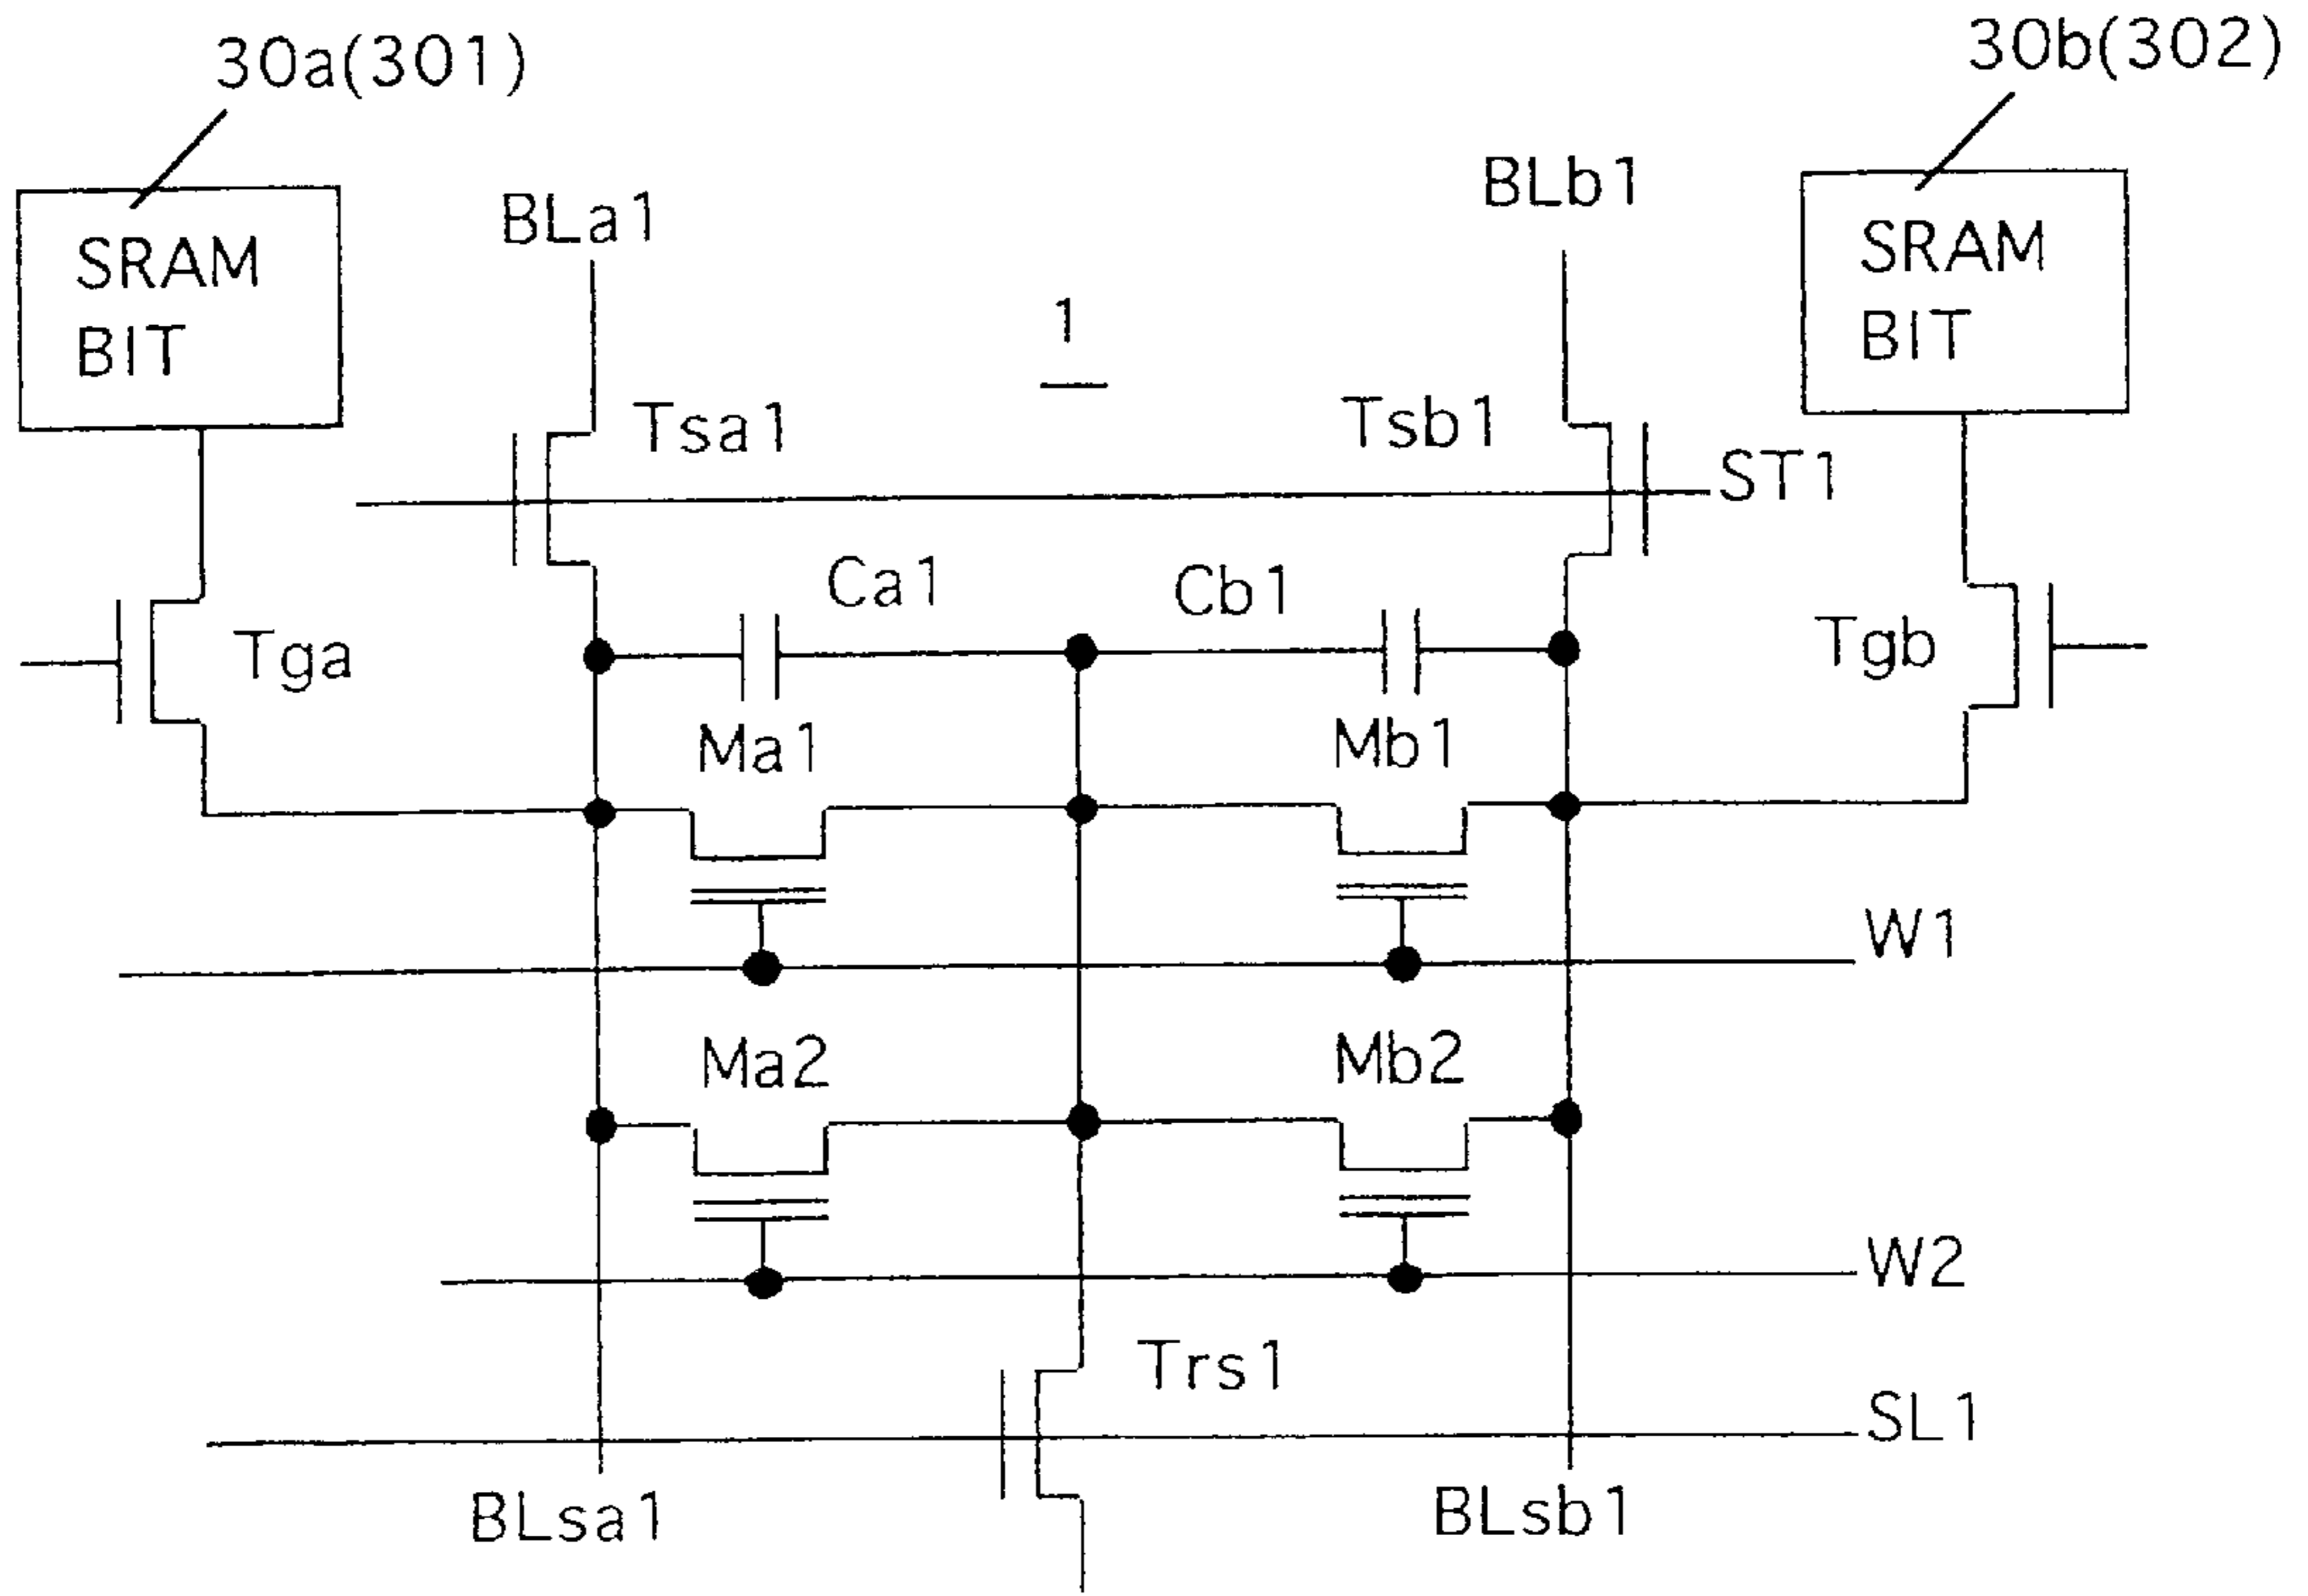 30a(301)
30b(302)
SRAM
BIT
BLa1
BLb1
SRAM
BIT
1
Tsa1
Tsb1
ST1
Ca1
Cb1
Tga
Tgb
Ma1
Mb1
W1
Ma2
Mb2
W2
Trs1
SL1
BLsa1
BLsb1